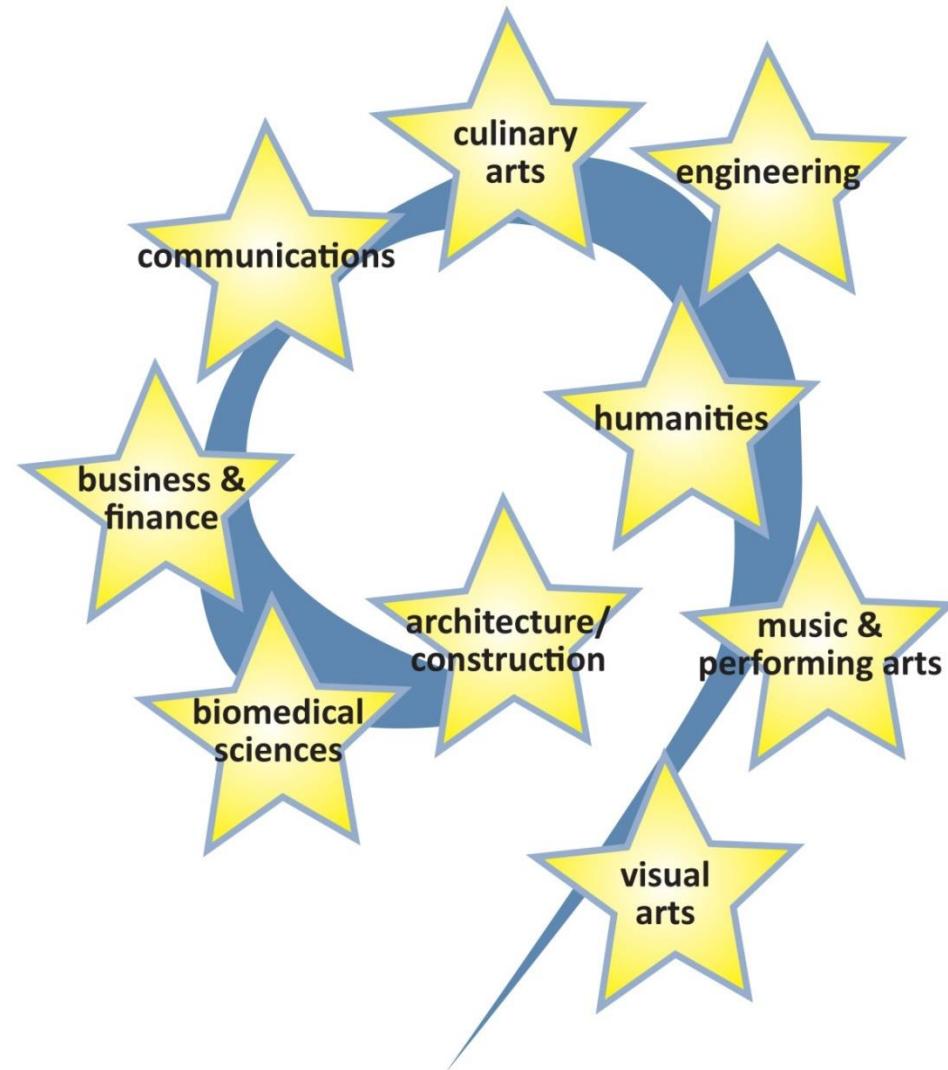 culinary
arts
engineering
communications
humanities
business &
finance
architecture/
construction
music &
performing arts
biomedical
sciences
visual
arts